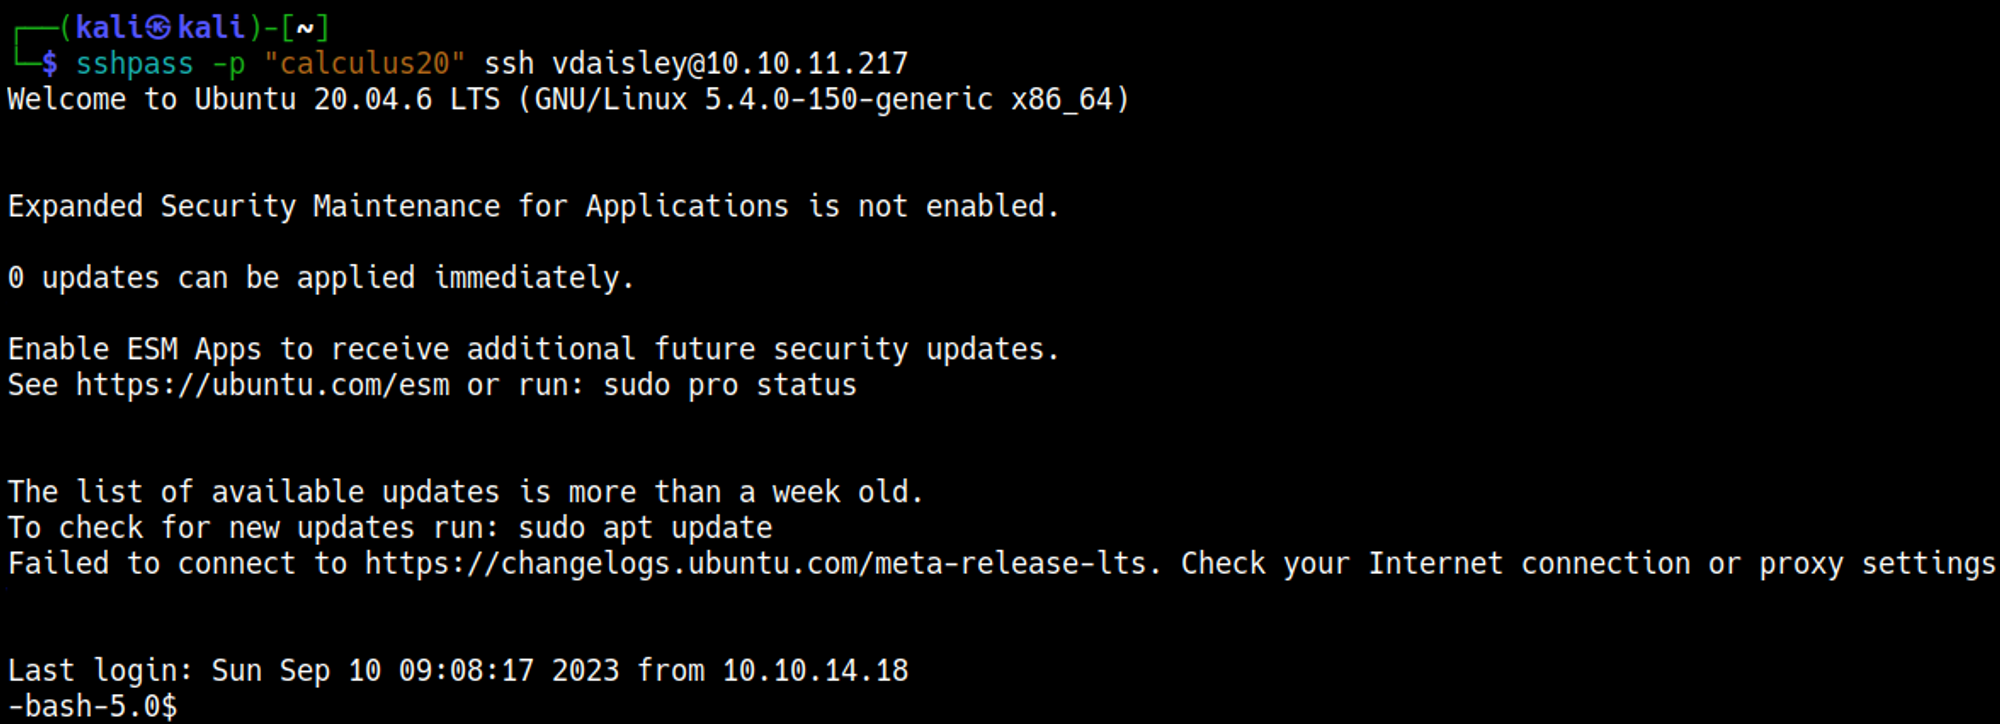 ┌──(kali㉿kali)-[~]
└─$ sshpass -p "calculus20" ssh vdaisley@10.10.11.217
Welcome to Ubuntu 20.04.6 LTS (GNU/Linux 5.4.0-150-generic x86_64)
Expanded Security Maintenance for Applications is not enabled.
0 updates can be applied immediately.
Enable ESM Apps to receive additional future security updates.
See https://ubuntu.com/esm or run: sudo pro status
The list of available updates is more than a week old.
To check for new updates run: sudo apt update
Failed to connect to https://changelogs.ubuntu.com/meta-release-lts. Check your Internet connection or proxy settings
Last login: Sun Sep 10 09:08:17 2023 from 10.10.14.18
-bash-5.0$